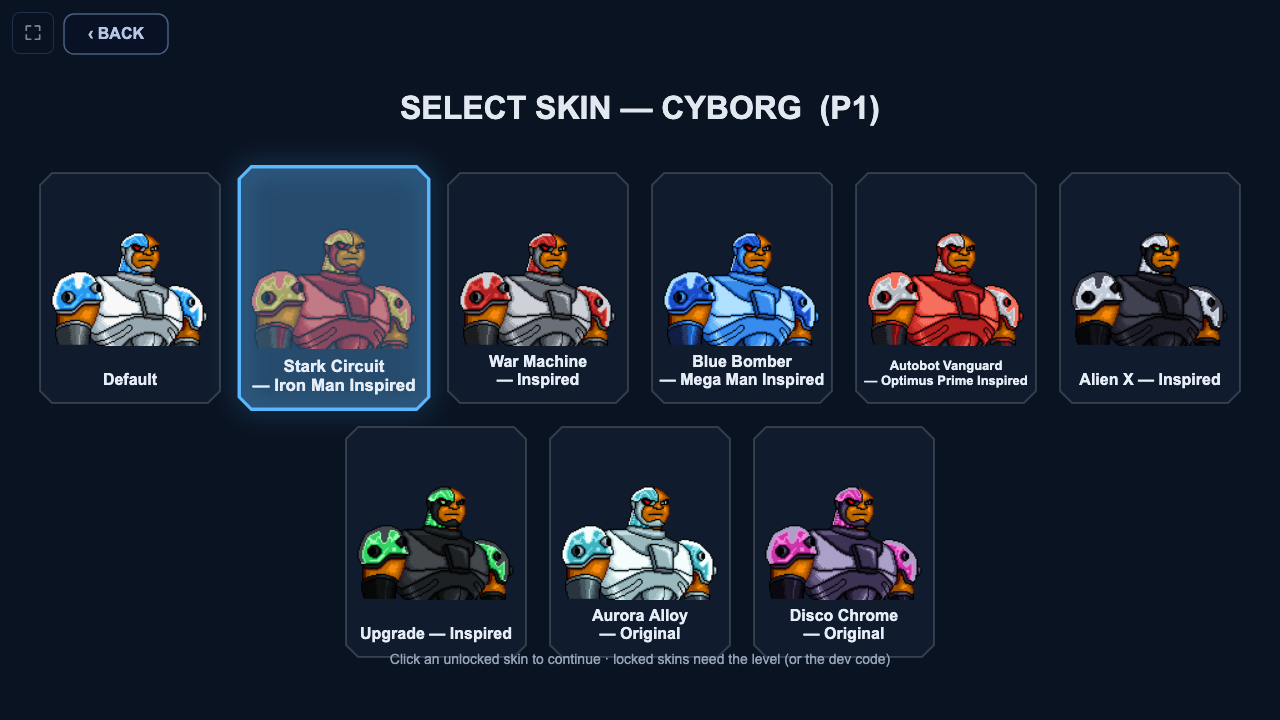 ‹ BACK
SELECT SKIN — CYBORG (P1)
Default
Stark Circuit
— Iron Man Inspired
War Machine
— Inspired
Blue Bomber
— Mega Man Inspired
Autobot Vanguard
— Optimus Prime Inspired
Alien X — Inspired
Upgrade — Inspired
Aurora Alloy
— Original
Disco Chrome
— Original
Click an unlocked skin to continue · locked skins need the level (or the dev code)